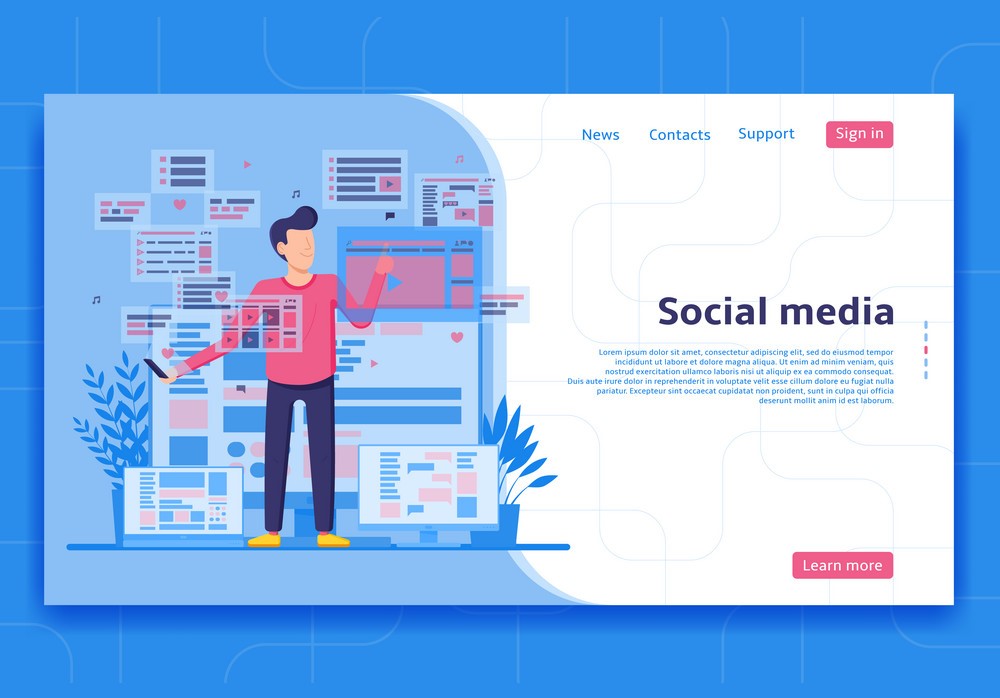 News Contacts Support Sign in
Social media
Lorem ipsum dolor sit amet, consectetur adipiscing elit, sed do eiusmod tempor
incididunt ut labore et dolore magna aliqua. Ut enim ad minim veniam, quis
nostrud exercitation ullamco laboris nisi ut aliquip ex ea commodo consequat.
Duis aute irure dolor in reprehenderit in voluptate velit esse cillum dolore eu fugiat nulla
pariatur. Excepteur sint occaecat cupidatat non proident, sunt in culpa qui officia
deserunt mollit anim id est laborum.
Learn more